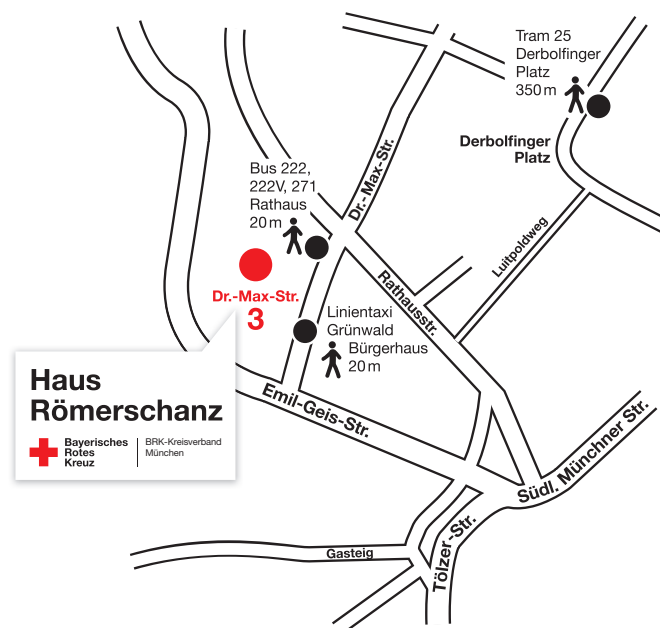 Tram 25
Derbolfinger
Platz
350 m
Derbolfinger
Platz
Dr.-Max-Str.
Bus 222,
222V, 271
Rathaus
20 m
Luitpoldweg
Rathausstr.
Dr.-Max-Str.
3
Linientaxi
Grünwald
Bürgerhaus
20 m
Haus
Römerschanz
Bayerisches
Rotes
Kreuz
BRK-Kreisverband
München
Emil-Geis-Str.
Südl. Münchner Str.
Tölzer-Str.
Gasteig